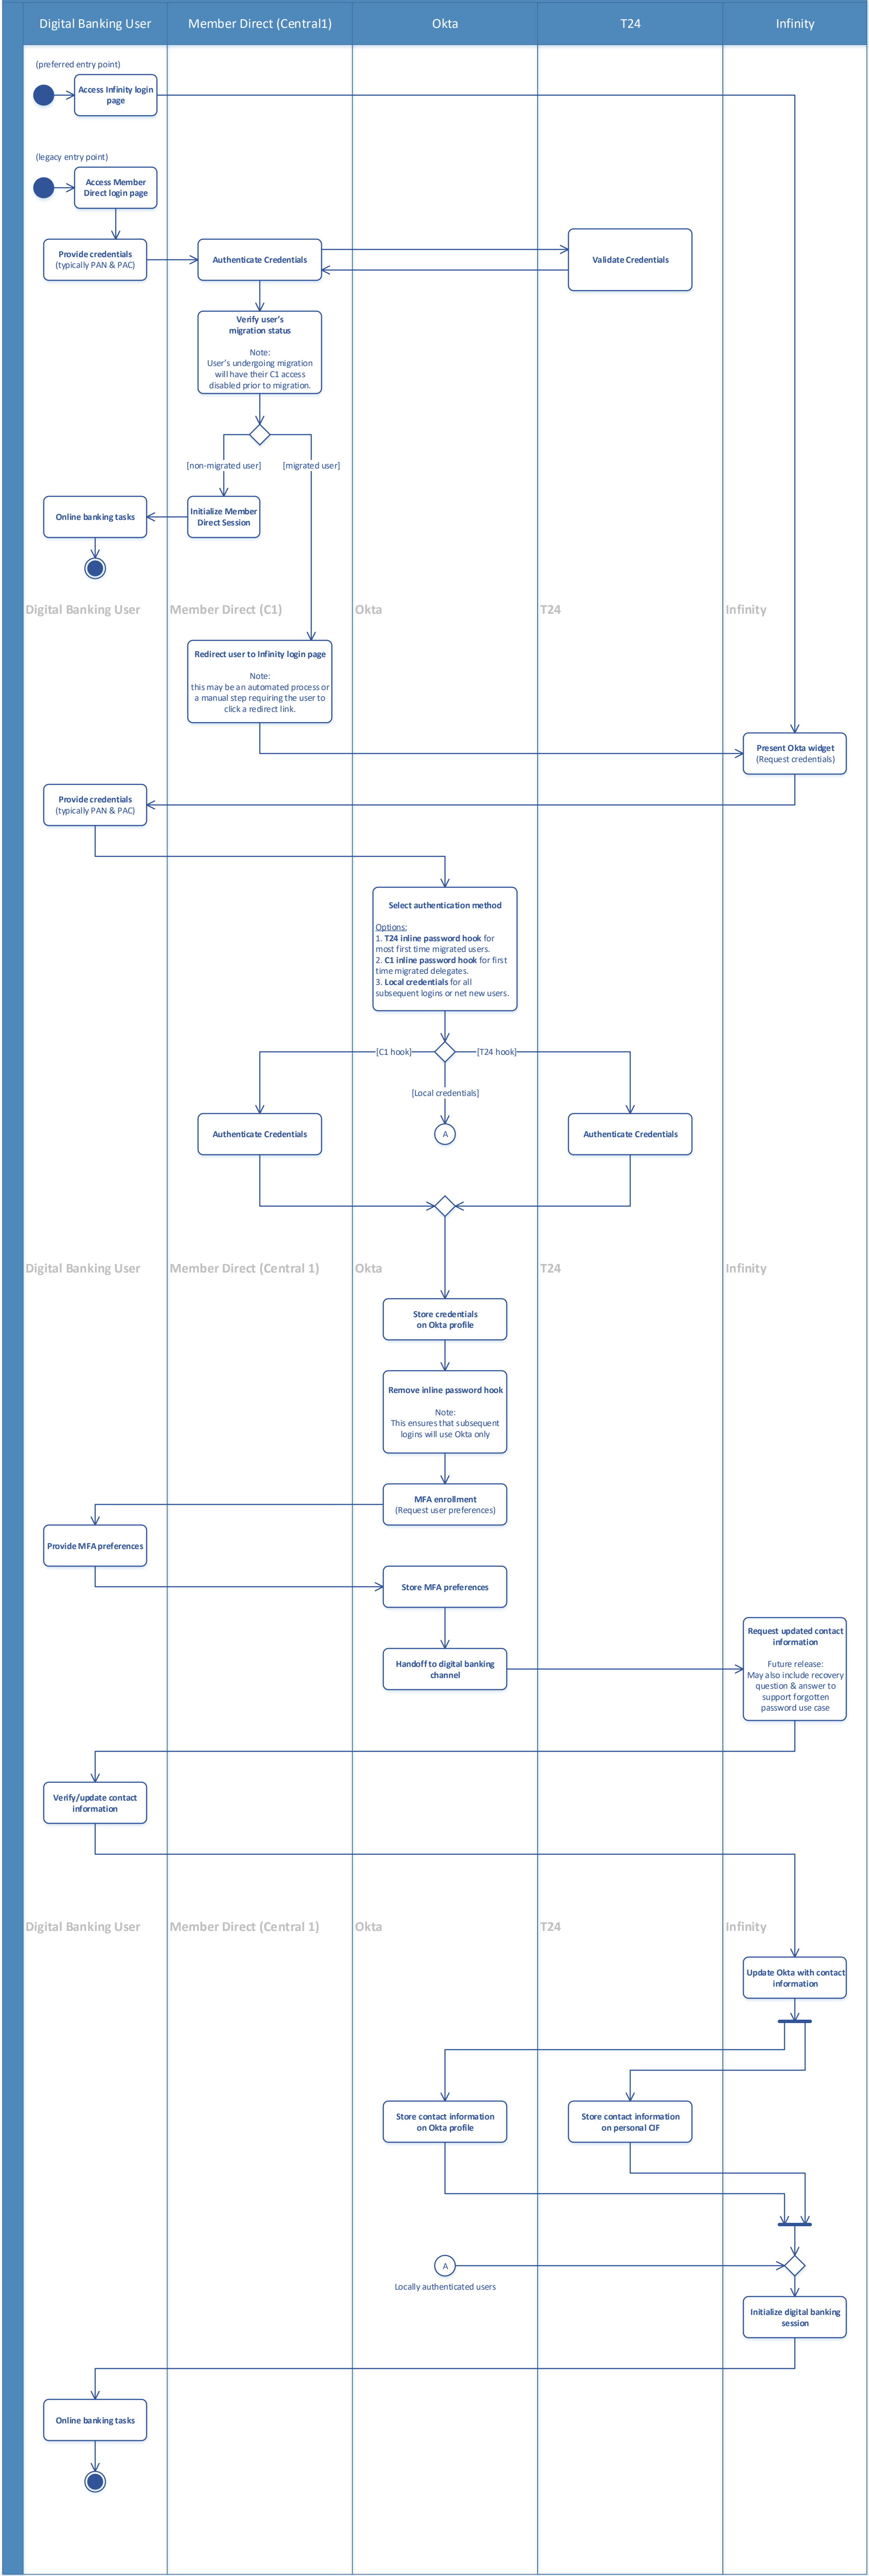 Digital Banking User
Member Direct (Central1)
Okta
T24
Infinity
(preferred entry point)
Access Infinity login
page
(legacy entry point)
Access Member
Direct login page
Provide credentials
(typically PAN & PAC)
Authenticate Credentials
Validate Credentials
Verify user's
migration status
Note:
User's undergoing migration
will have their C1 access
disabled prior to migration.
[non-migrated user]
[migrated user]
Online banking tasks
Initialize Member
Direct Session
Digital Banking User
Member Direct (C1)
Okta
T24
Infinity
Redirect user to Infinity login page
Note:
this may be an automated process or
a manual step requiring the user to
click a redirect link.
Present Okta widget
(Request credentials)
Provide credentials
(typically PAN & PAC)
Select authentication method
Options:
1. T24 inline password hook for
most first time migrated users.
2. C1 inline password hook for first
time migrated delegates.
3. Local credentials for all
subsequent logins or net new users.
[C1 hook]
[T24 hook]
[Local credentials]
Authenticate Credentials
A
Authenticate Credentials
Digital Banking User
Member Direct (Central 1)
Okta
T24
Infinity
Store credentials
on Okta profile
Remove inline password hook
Note:
This ensures that subsequent
logins will use Okta only
MFA enrollment
(Request user preferences)
Provide MFA preferences
Store MFA preferences
Handoff to digital banking
channel
Request updated contact
information
Future release:
May also include recovery
question & answer to
support forgotten
password use case
Verify/update contact
information
Digital Banking User
Member Direct (Central 1)
Okta
T24
Infinity
Update Okta with contact
information
Store contact information
on Okta profile
Store contact information
on personal CIF
A
Locally authenticated users
Initialize digital banking
session
Online banking tasks